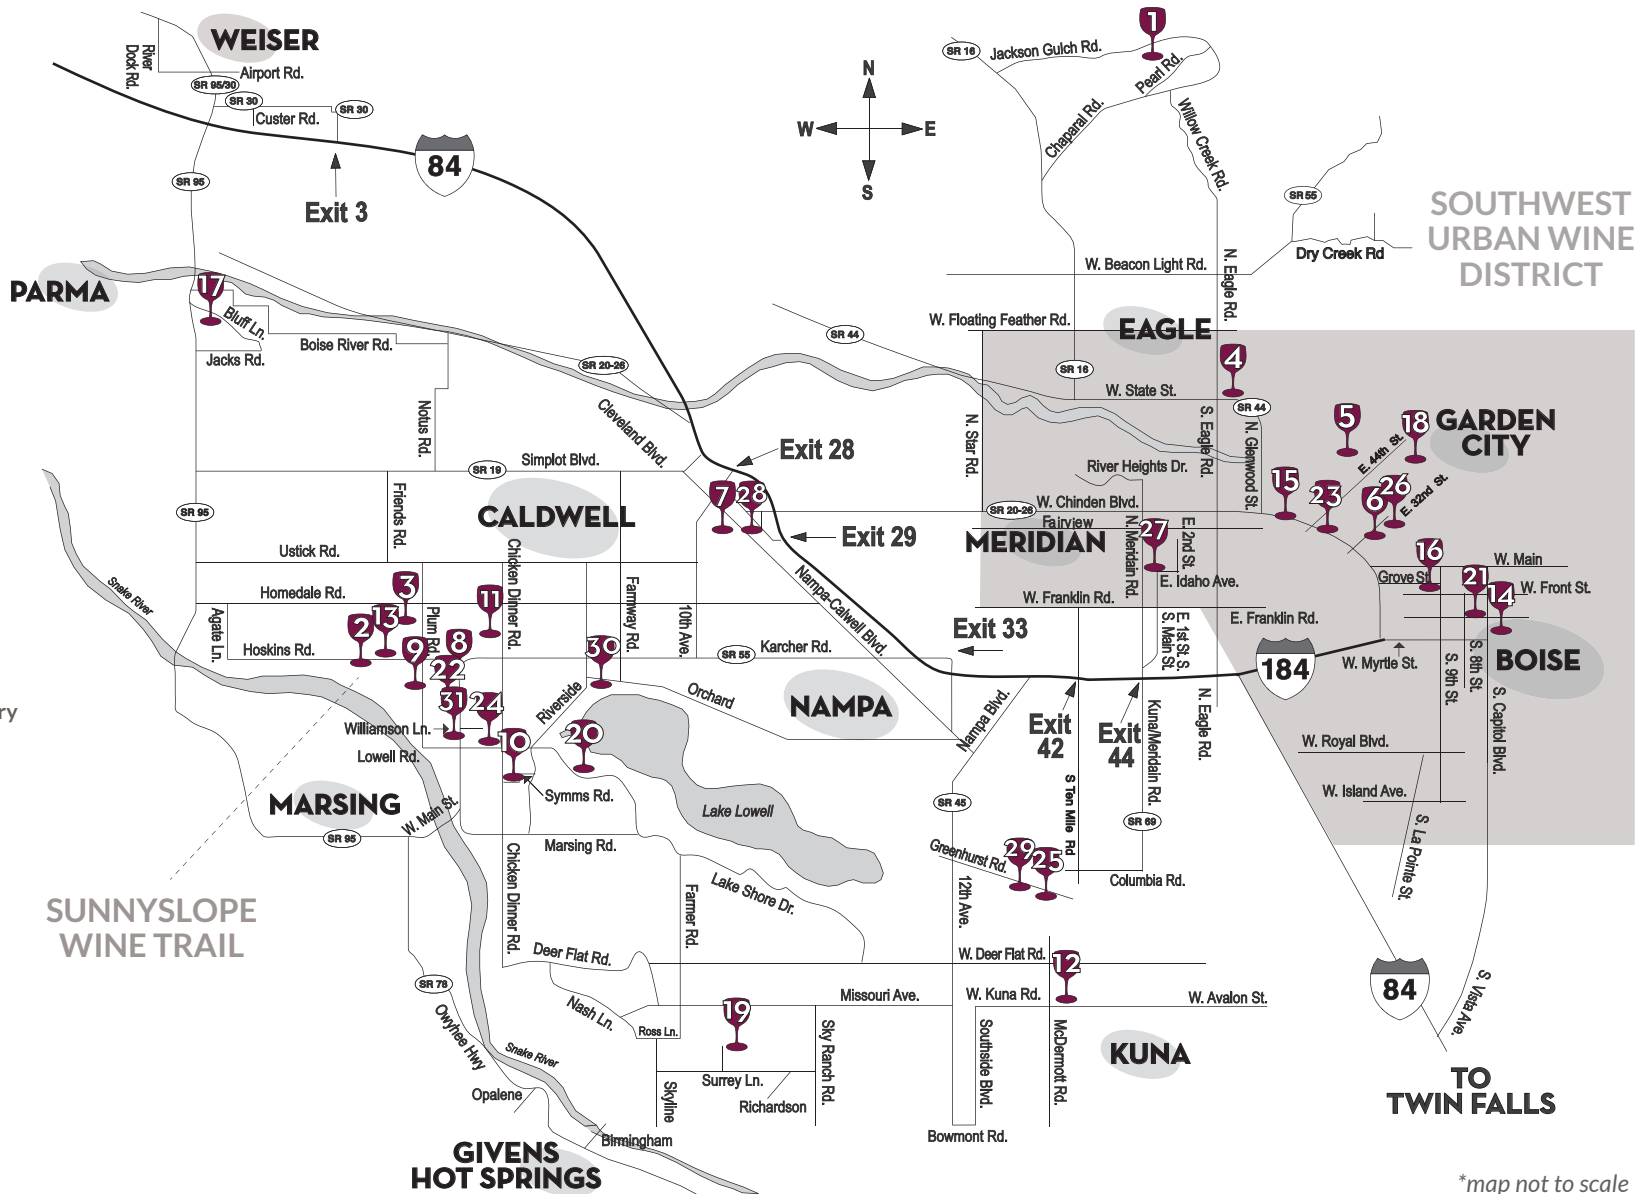 WEISER
River
Dock Rd.
Airport Rd.
SR 95/30
SR 30
SR 30
Custer Rd.
84
SR 95
Exit 3
N
W
E
S
1
SR 16
Jackson Gulch Rd.
Pearl Rd.
Chaparal Rd.
Willow Creek Rd.
SR 55
SOUTHWEST
URBAN WINE
DISTRICT
Dry Creek Rd
W. Beacon Light Rd.
N. Eagle Rd.
PARMA
17
Bluff Ln.
Jacks Rd.
Boise River Rd.
SR 20-26
SR 44
W. Floating Feather Rd.
EAGLE
4
SR 16
W. State St.
SR 44
5
18
GARDEN
CITY
Notus Rd.
Cleveland Blvd.
N. Star Rd.
S. Eagle Rd.
N. Glenwood St.
E. 44th St.
Exit 28
Simplot Blvd.
SR 19
River Heights Dr.
15
23
6
26
E. 32nd St.
7
28
W. Chinden Blvd.
SR 20-26
SR 95
Friends Rd.
CALDWELL
Exit 29
Fairview
MERIDIAN
N. Meridain Rd.
27
E. 2nd St.
E. Idaho Ave.
16
W. Main
Grove St.
21
14
W. Front St.
Ustick Rd.
Chicken Dinner Rd.
Farmway Rd.
Nampa-Calwell Blvd.
Snake River
Homedale Rd.
3
11
13
2
Plum Rd.
10th Ave.
W. Franklin Rd.
E. Franklin Rd.
Agate Ln.
Hoskins Rd.
9
8
22
30
SR 55
Karcher Rd.
Exit 33
E. 1st St. S.
S. Main St.
184
W. Myrtle St.
S. 9th St.
S. 8th St.
BOISE
ry
31
24
Williamson Ln.
Lowell Rd.
10
Riverside
20
Orchard
NAMPA
Nampa Blvd.
Exit
42
Exit
44
Kuna/Meridain Rd.
N. Eagle Rd.
S. Capitol Blvd.
W. Royal Blvd.
W. Island Ave.
MARSING
W. Main St.
SR 95
Symms Rd.
Lake Lowell
SR 45
S Ten Mile Rd
SR 69
Marsing Rd.
Greenhurst Rd.
29
25
Columbia Rd.
S. La Pointe St.
SUNNYSLOPE
WINE TRAIL
Chicken Dinner Rd.
Lake Shore Dr.
Farmer Rd.
12th Ave.
Deer Flat Rd.
W. Deer Flat Rd.
12
SR 78
Owyhee Hwy
Nash Ln.
Ross Ln.
19
Missouri Ave.
W. Kuna Rd.
W. Avalon St.
84
S. Vista Ave.
Snake River
Opalene
Skyline
Surrey Ln.
Richardson
Sky Ranch Rd.
Southside Blvd.
McDermott Rd.
KUNA
TO
TWIN FALLS
Birmingham
Bowmont Rd.
GIVENS
HOT SPRINGS
*map not to scale